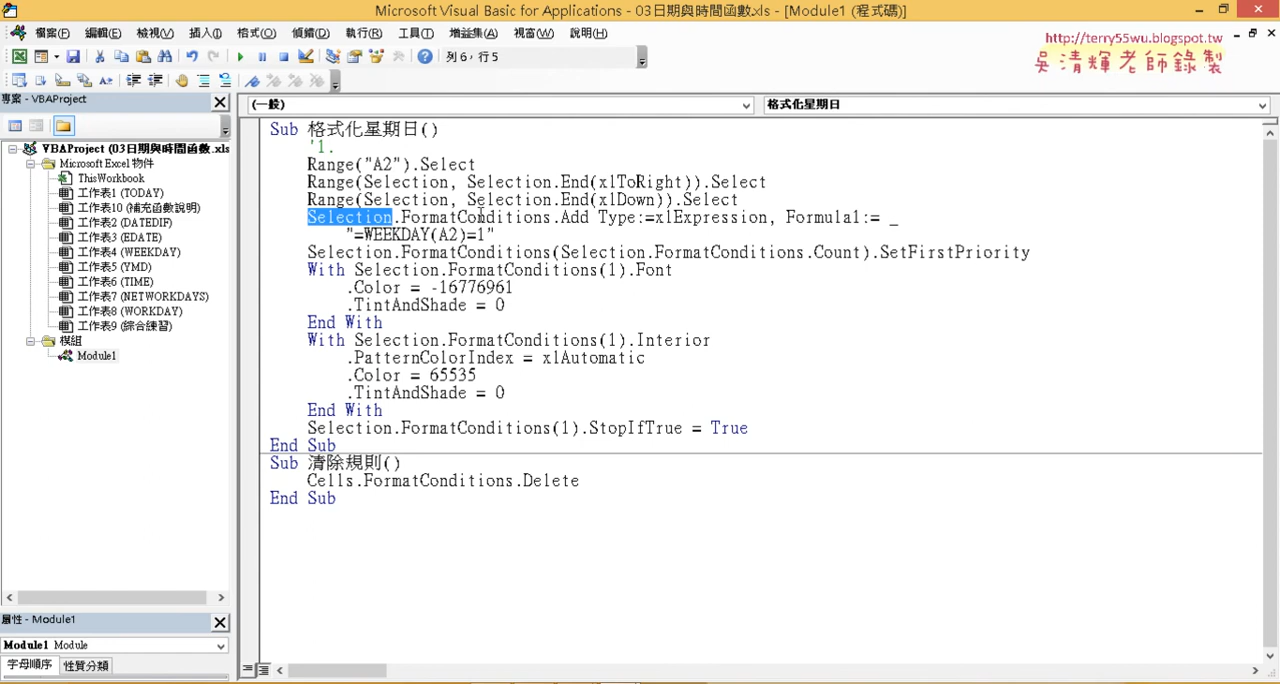 Microsoft Visual Basic for Applications - 03日期與時間函數.xls - [Module1 (程式碼)]
檔案(F) 編輯(E) 檢視(V) 插入(I) 格式(O) 偵錯(D) 執行(R) 工具(T) 增益集(A) 視窗(W) 說明(H)
http://terry55wu.blogspot.tw
吳清輝老師錄製
列 6，行 5
專案 - VBAProject
(一般)
格式化星期日
VBAProject (03日期與時間函數.xls
Microsoft Excel 物件
ThisWorkbook
工作表1 (TODAY)
工作表10 (補充函數說明)
工作表2 (DATEDIF)
工作表3 (EDATE)
工作表4 (WEEKDAY)
工作表5 (YMD)
工作表6 (TIME)
工作表7 (NETWORKDAYS)
工作表8 (WORKDAY)
工作表9 (綜合練習)
模組
Module1
Sub 格式化星期日()
'1.
Range("A2").Select
Range(Selection, Selection.End(xlToRight)).Select
Range(Selection, Selection.End(xlDown)).Select
Selection.FormatConditions.Add Type:=xlExpression, Formula1:= _
"=WEEKDAY(A2)=1"
Selection.FormatConditions(Selection.FormatConditions.Count).SetFirstPriority
With Selection.FormatConditions(1).Font
.Color = -16776961
.TintAndShade = 0
End With
With Selection.FormatConditions(1).Interior
.PatternColorIndex = xlAutomatic
.Color = 65535
.TintAndShade = 0
End With
Selection.FormatConditions(1).StopIfTrue = True
End Sub
Sub 清除規則()
Cells.FormatConditions.Delete
End Sub
屬性 - Module1
Module1 Module
字母順序 性質分類